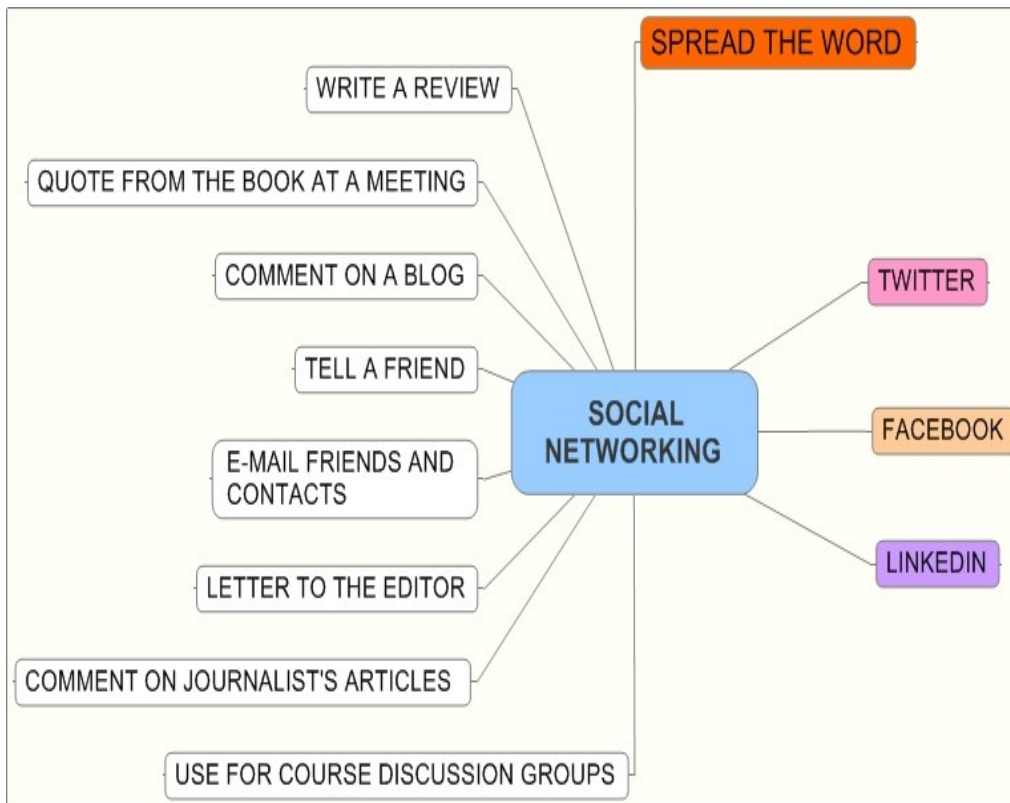 SPREAD THE WORD
WRITE A REVIEW
QUOTE FROM THE BOOK AT A MEETING
COMMENT ON A BLOG
TWITTER
TELL A FRIEND
SOCIAL
NETWORKING
FACEBOOK
E-MAIL FRIENDS AND
CONTACTS
LINKEDIN
LETTER TO THE EDITOR
COMMENT ON JOURNALIST'S ARTICLES
USE FOR COURSE DISCUSSION GROUPS